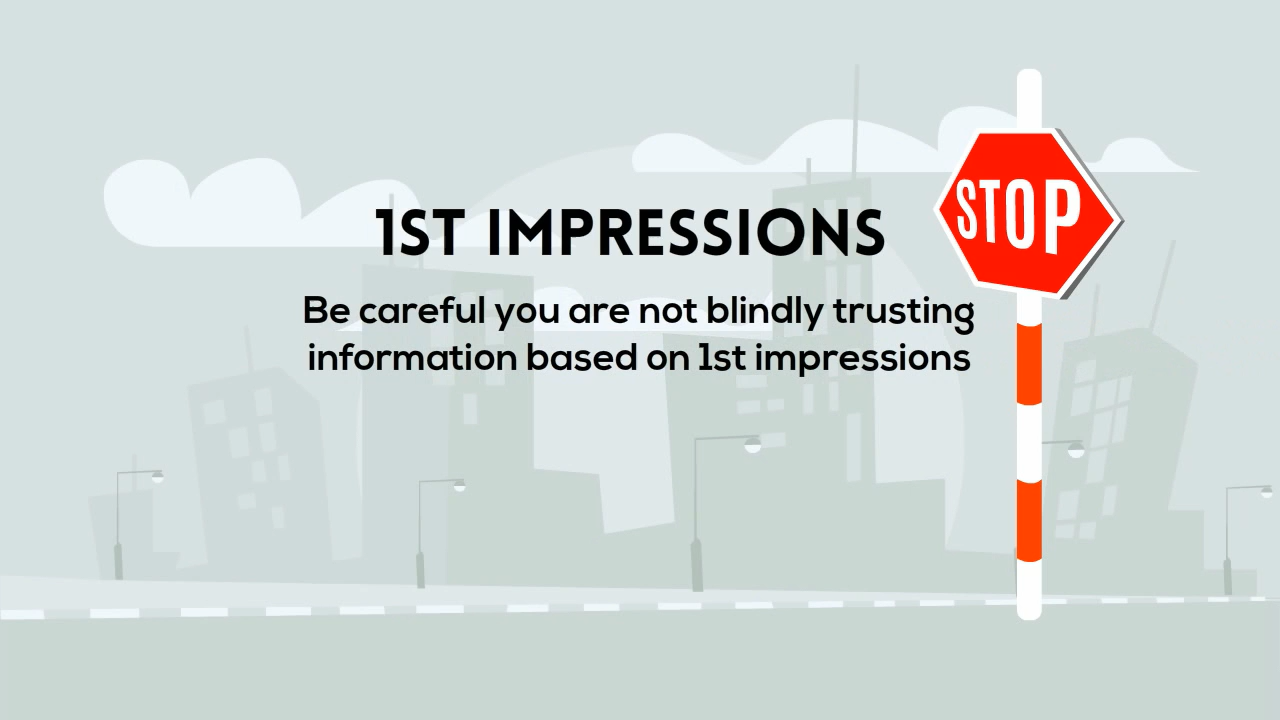 1ST IMPRESSIONS
STOP
Be careful you are not blindly trusting
information based on 1st impressions